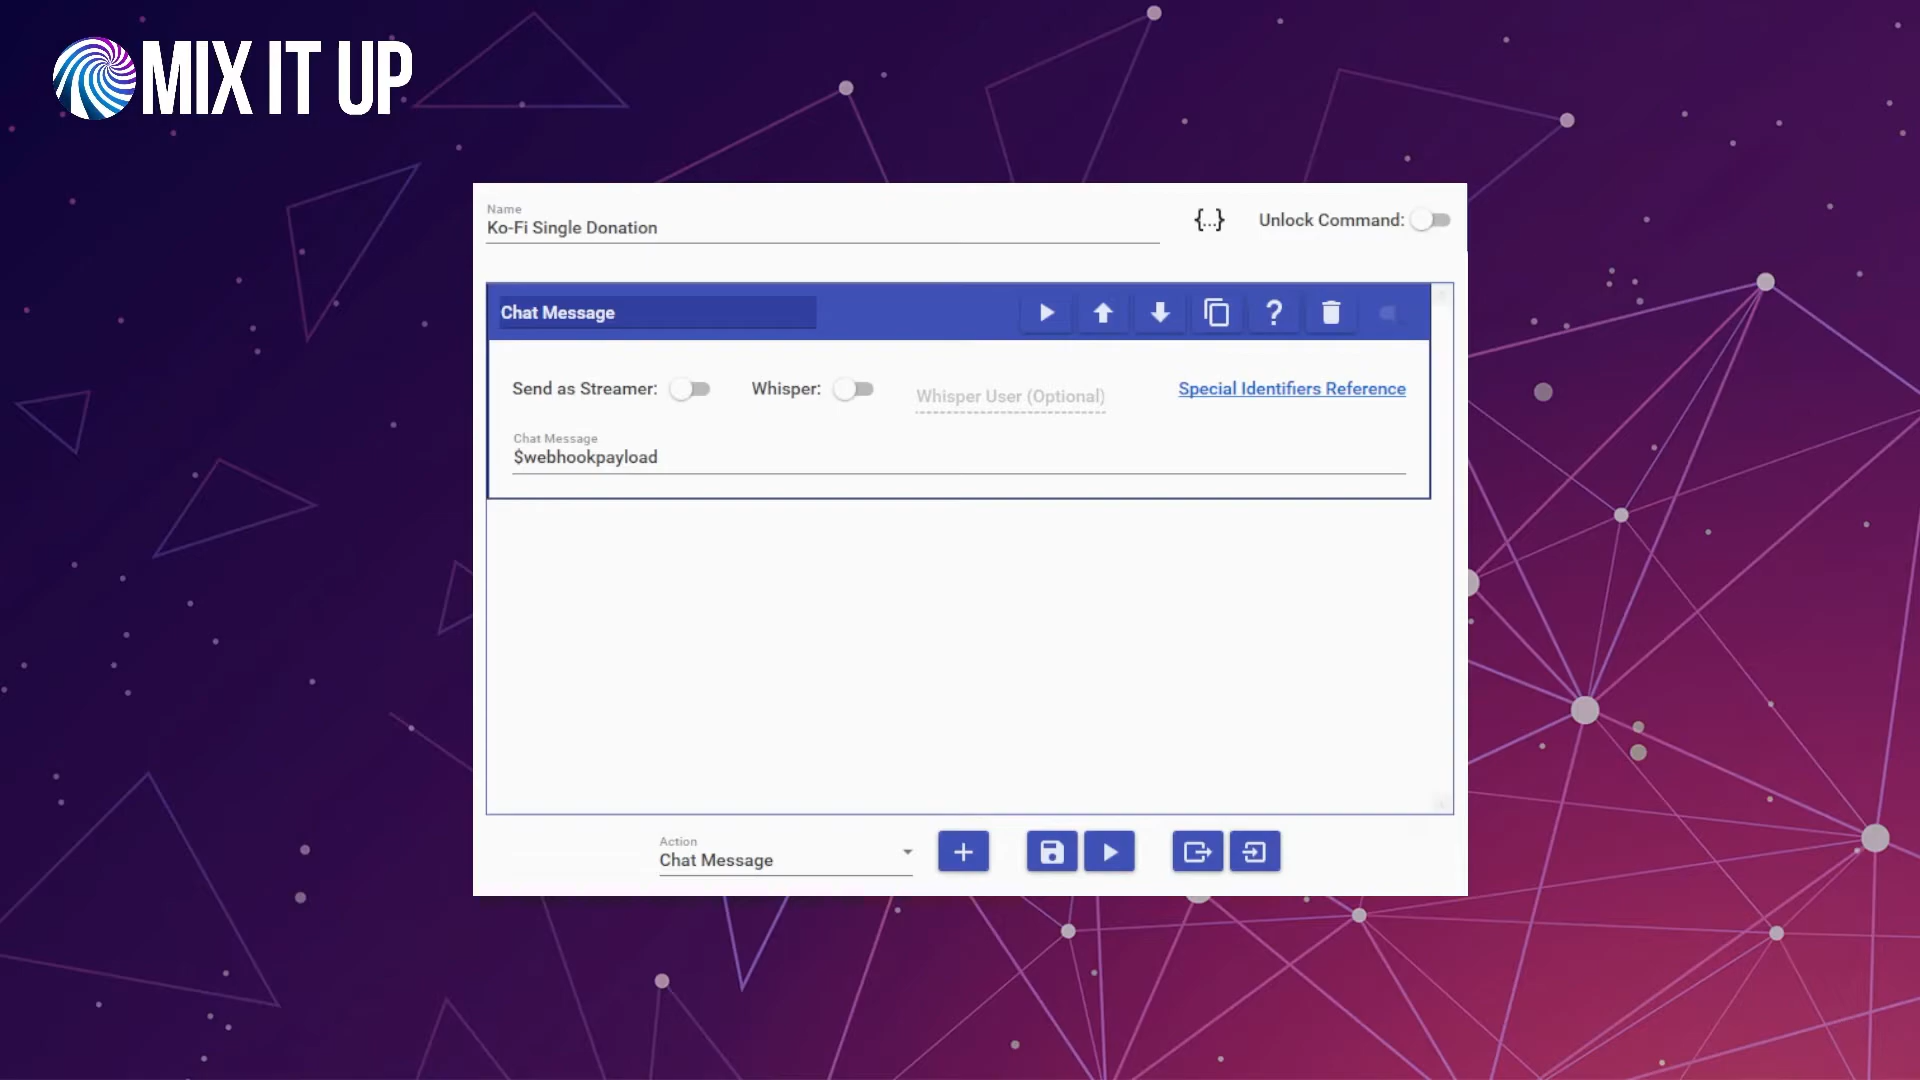 MIX IT UP
Name
Ko-Fi Single Donation
{...}
Unlock Command:
Chat Message
?
Send as Streamer:
Whisper:
Whisper User (Optional)
Special Identifiers Reference
Chat Message
$webhookpayload
Action
Chat Message